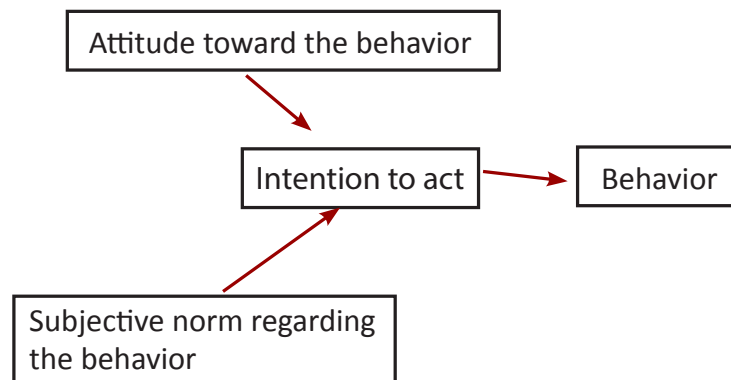 Attitude toward the behavior
Intention to act
Behavior
Subjective norm regarding
the behavior